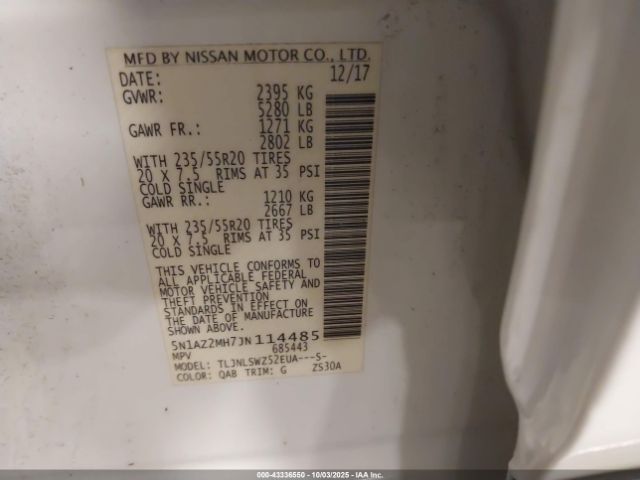 MFD BY NISSAN MOTOR CO., LTD.
DATE: 12/17
GVWR: 2395 KG
5280 LB
GAWR FR.: 1271 KG
2802 LB
WITH 235/55R20 TIRES
20 X 7.5 RIMS AT 35 PSI
COLD SINGLE
GAWR RR.: 1210 KG
2667 LB
WITH 235/55R20 TIRES
20 X 7.5 RIMS AT 35 PSI
COLD SINGLE
THIS VEHICLE CONFORMS TO
ALL APPLICABLE FEDERAL
MOTOR VEHICLE SAFETY AND
THEFT PREVENTION
STANDARDS IN EFFECT ON
THE DATE OF MANUFACTURE
SHOWN ABOVE.
5N1AZ2MH7JN114485
MPV 685443
MODEL: TLJNLSWZ52EUA---S-
COLOR: QAB TRIM: G ZS30A
000-43336550 - 10/03/2025 - IAA Inc.